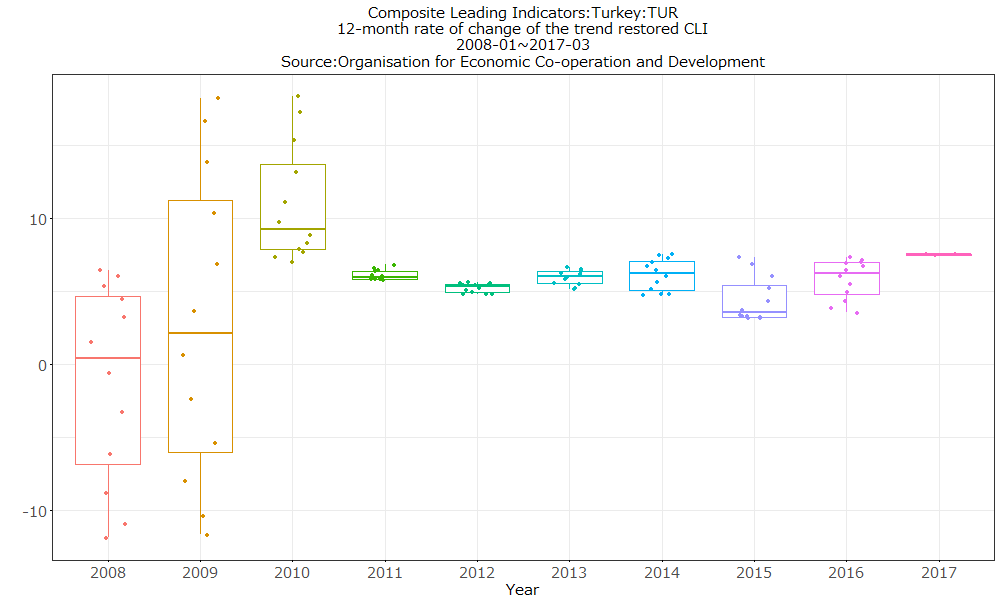 Composite Leading Indicators:Turkey:TUR
12-month rate of change of the trend restored CLI
2008-01~2017-03
Source:Organisation for Economic Co-operation and Development
10
0
-10
2008 2009 2010 2011 2012 2013 2014 2015 2016 2017
Year